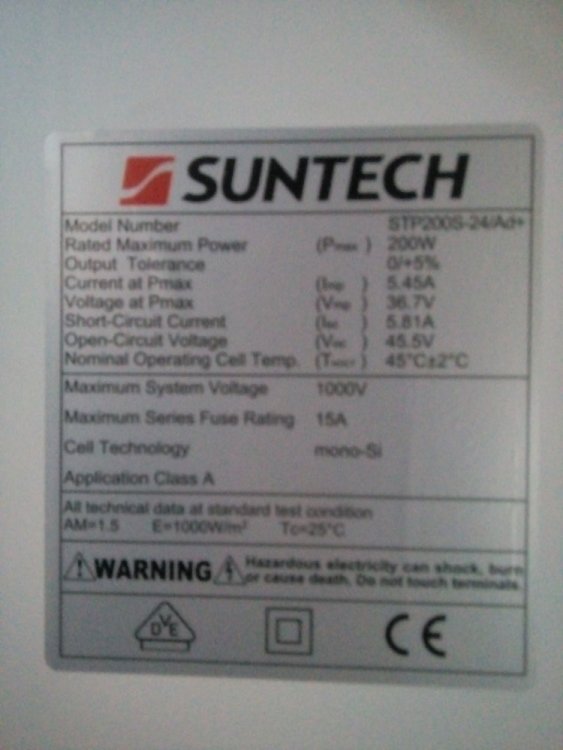 SUNTECH
Model Number STP200S-24/Ad+
Rated Maximum Power (Pmax) 200W
Output Tolerance 0/+5%
Current at Pmax (Imp) 5.45A
Voltage at Pmax (Vmp) 36.7V
Short-Circuit Current (Isc) 5.81A
Open-Circuit Voltage (Voc) 45.5V
Nominal Operating Cell Temp. (TNOCT) 45°C±2°C
Maximum System Voltage 1000V
Maximum Series Fuse Rating 15A
Cell Technology mono-Si
Application Class A
All technical data at standard test condition
AM=1.5 E=1000W/m² Tc=25°C
WARNING Hazardous electricity can shock, burn
or cause death. Do not touch terminals.
DVE CE